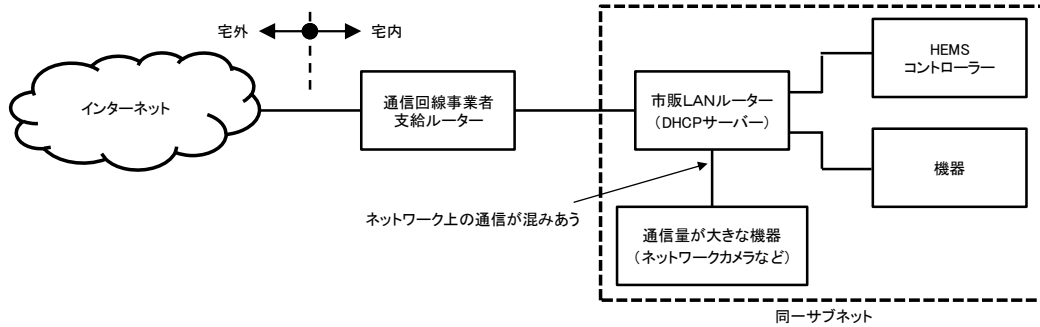 宅外
宅内
インターネット
通信回線事業者
支給ルーター
市販LANルーター
（DHCPサーバー）
HEMS
コントローラー
機器
ネットワーク上の通信が混みあう
通信量が大きな機器
（ネットワークカメラなど）
同一サブネット